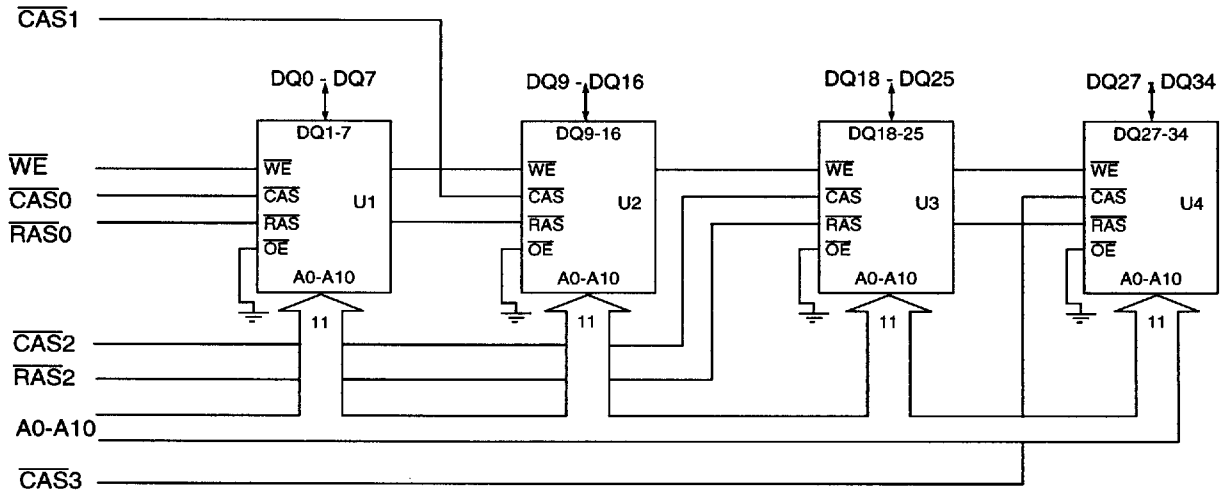 CAS1
DQ0 - DQ7 DQ9 - DQ16 DQ18 - DQ25 DQ27 - DQ34
DQ1-7 DQ9-16 DQ18-25 DQ27-34
WE WE WE WE WE
CAS0 CAS U1 CAS U2 CAS U3 CAS U4
RAS0 RAS RAS RAS RAS
OE OE OE OE
A0-A10 A0-A10 A0-A10 A0-A10
11 11 11 11
CAS2
RAS2
A0-A10
CAS3